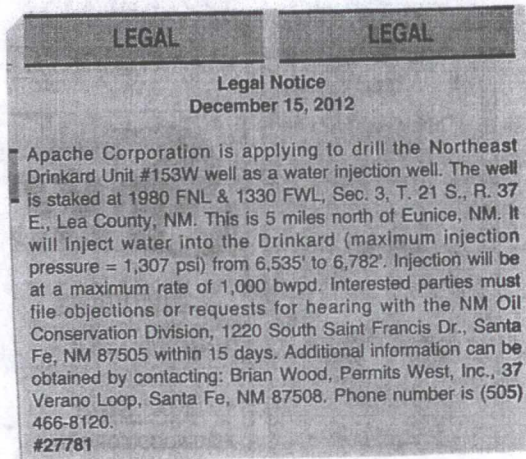 LEGAL LEGAL
Legal Notice
December 15, 2012
Apache Corporation is applying to drill the Northeast
Drinkard Unit #153W well as a water injection well. The well
is staked at 1980 FNL & 1330 FWL, Sec. 3, T. 21 S., R. 37
E., Lea County, NM. This is 5 miles north of Eunice, NM. It
will inject water into the Drinkard (maximum injection
pressure = 1,307 psi) from 6,535' to 6,782'. Injection will be
at a maximum rate of 1,000 bwpd. Interested parties must
file objections or requests for hearing with the NM Oil
Conservation Division, 1220 South Saint Francis Dr., Santa
Fe, NM 87505 within 15 days. Additional information can be
obtained by contacting: Brian Wood, Permits West, Inc., 37
Verano Loop, Santa Fe, NM 87508. Phone number is (505)
466-8120.
#27781